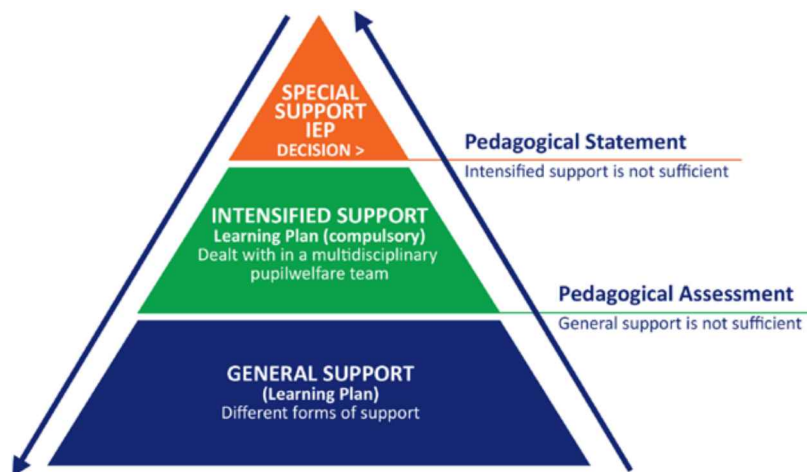 SPECIAL
SUPPORT
IEP
DECISION >
Pedagogical Statement
Intensified support is not sufficient
INTENSIFIED SUPPORT
Learning Plan (compulsory)
Dealt with in a multidisciplinary
pupilwelfare team
Pedagogical Assessment
General support is not sufficient
GENERAL SUPPORT
(Learning Plan)
Different forms of support